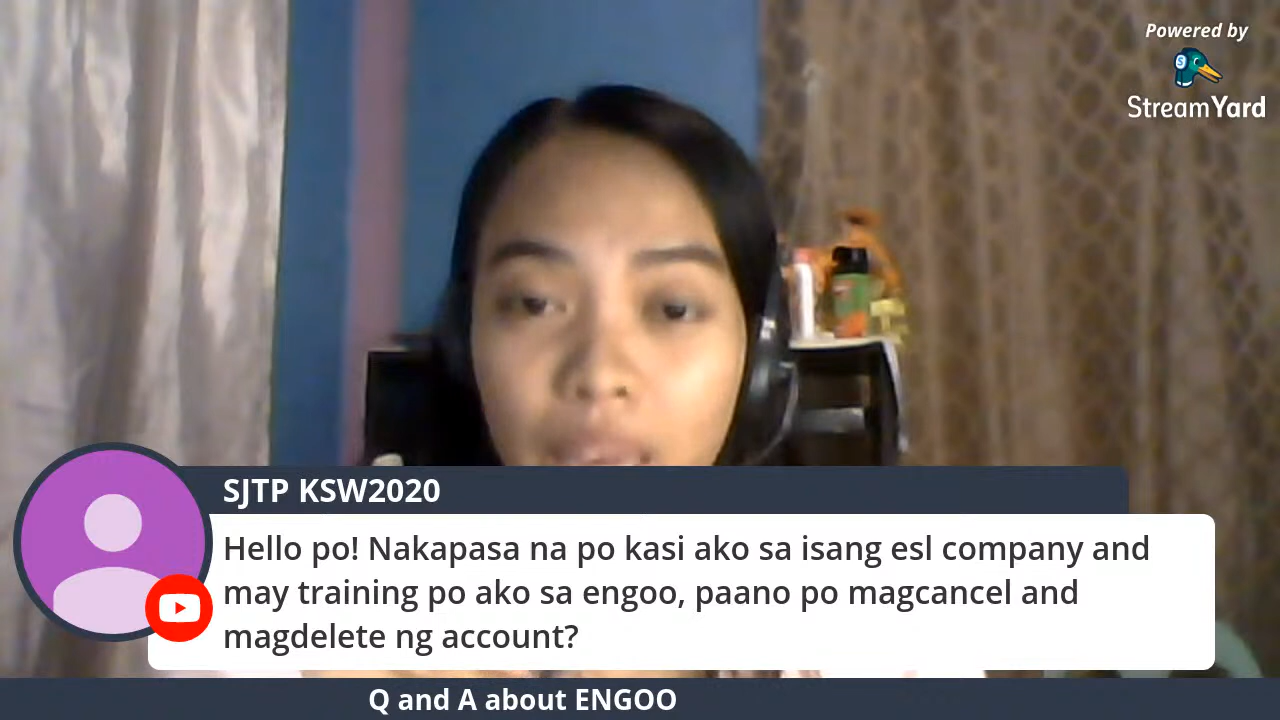 Powered by
StreamYard
SJTP KSW2020
Hello po! Nakapasa na po kasi ako sa isang esl company and
may training po ako sa engoo, paano po magcancel and
magdelete ng account?
Q and A about ENGOO